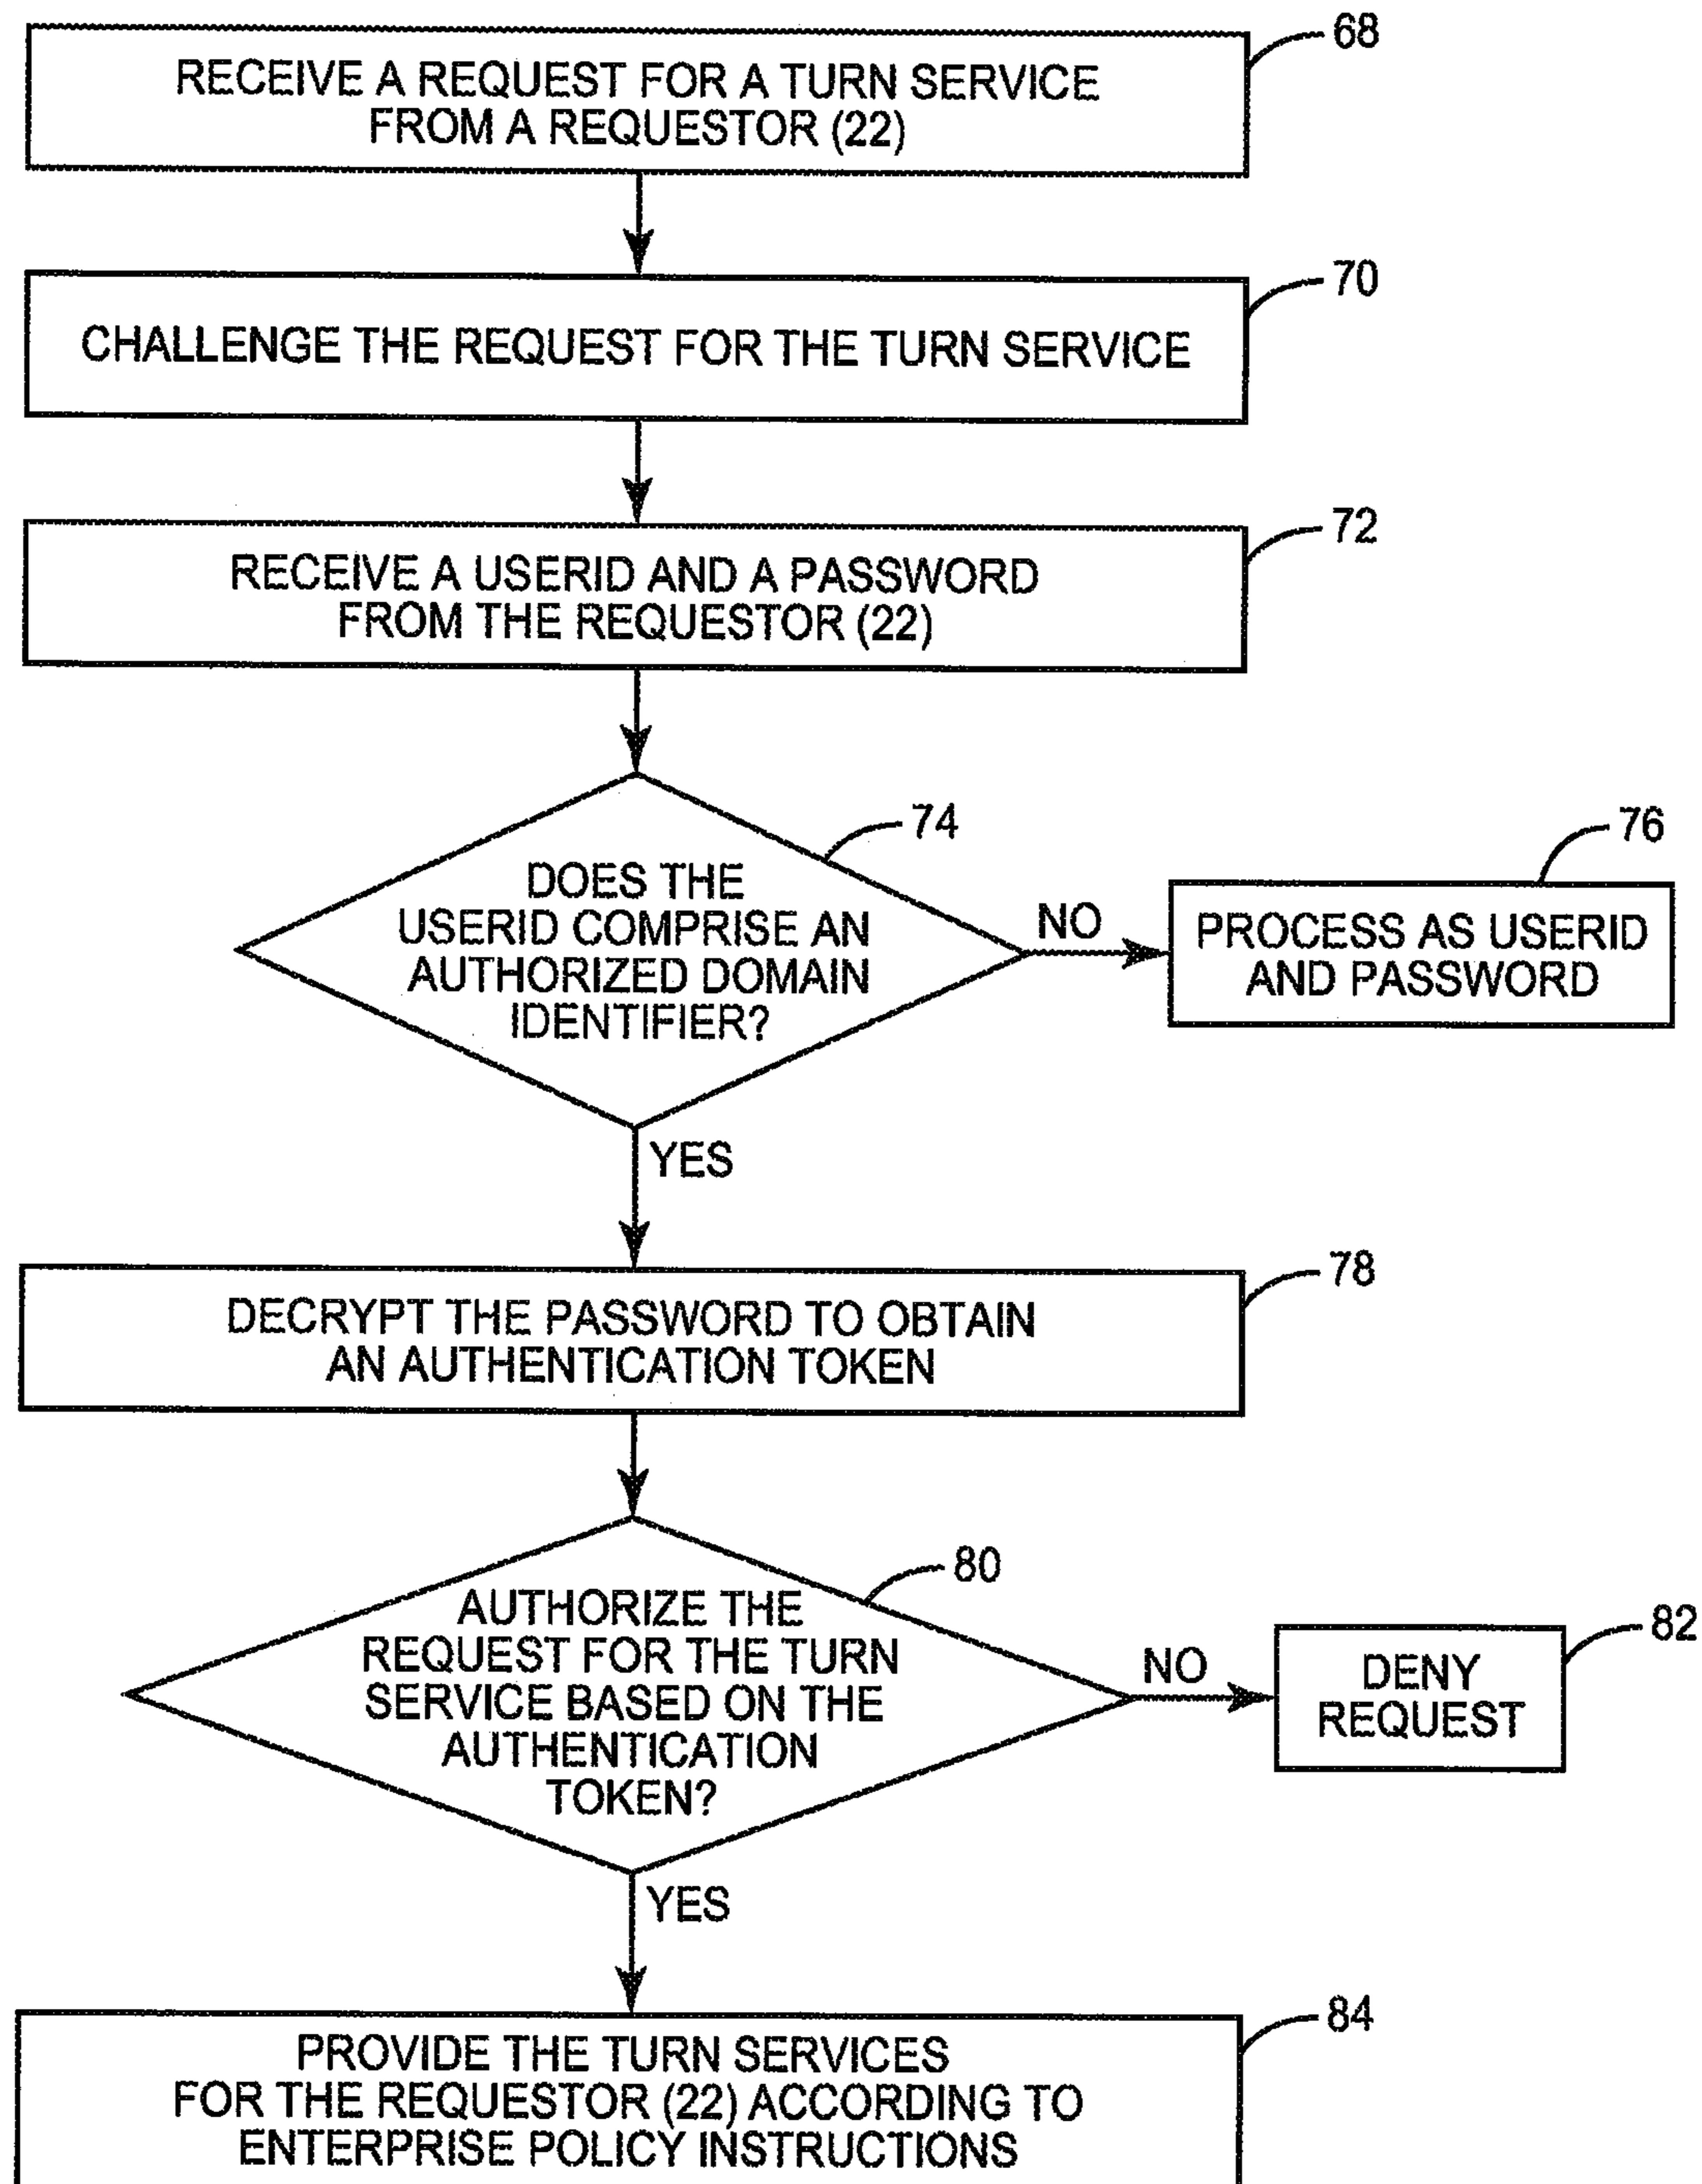 68
RECEIVE A REQUEST FOR A TURN SERVICE
FROM A REQUESTOR (22)
70
CHALLENGE THE REQUEST FOR THE TURN SERVICE
72
RECEIVE A USERID AND A PASSWORD
FROM THE REQUESTOR (22)
74
DOES THE
USERID COMPRISE AN
AUTHORIZED DOMAIN
IDENTIFIER?
NO
76
PROCESS AS USERID
AND PASSWORD
YES
78
DECRYPT THE PASSWORD TO OBTAIN
AN AUTHENTICATION TOKEN
80
AUTHORIZE THE
REQUEST FOR THE TURN
SERVICE BASED ON THE
AUTHENTICATION
TOKEN?
NO
82
DENY
REQUEST
YES
84
PROVIDE THE TURN SERVICES
FOR THE REQUESTOR (22) ACCORDING TO
ENTERPRISE POLICY INSTRUCTIONS